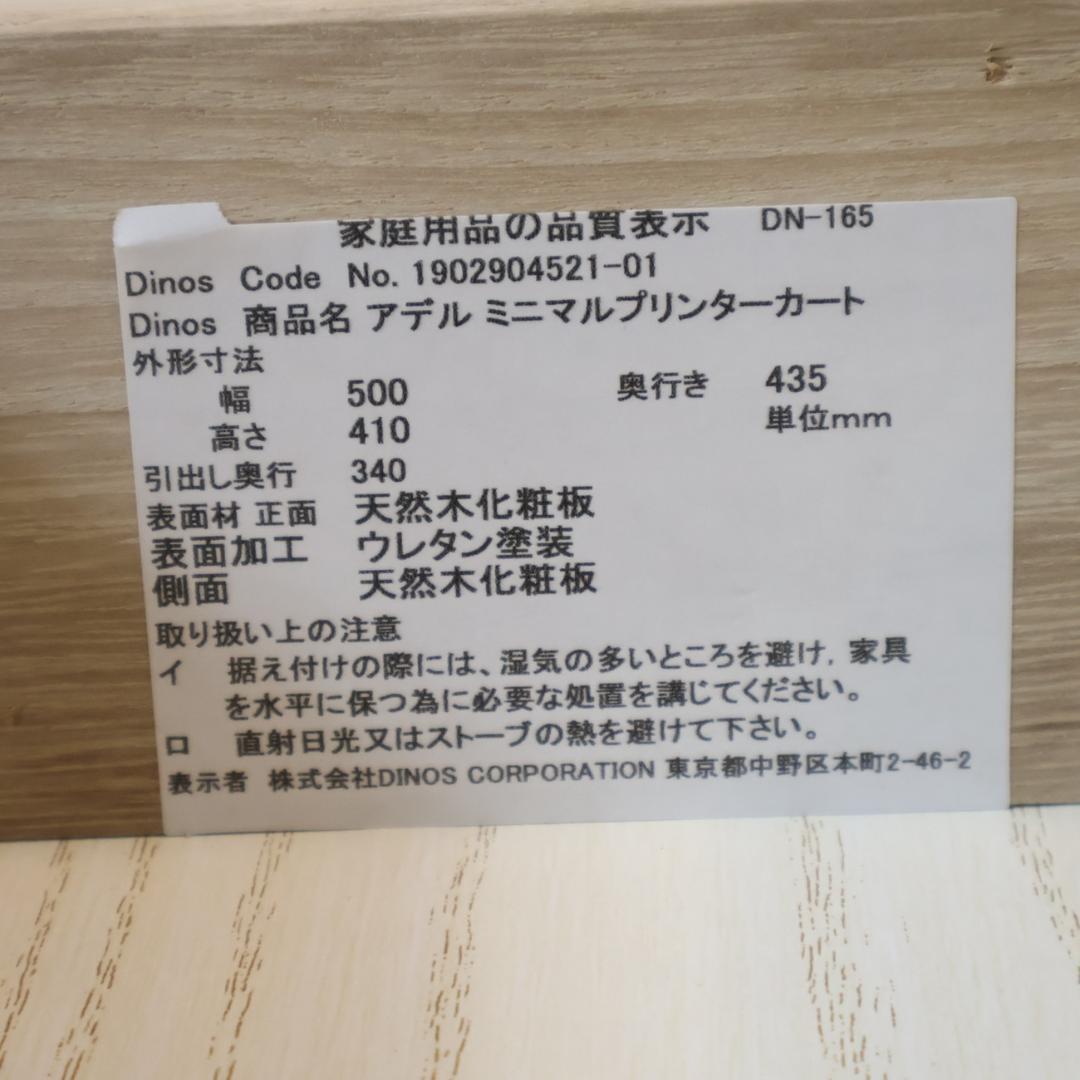 家庭用品の品質表示 DN-165
Dinos Code No. 1902904521-01
Dinos 商品名 アデル ミニマルプリンターカート
外形寸法
幅 500 奥行き 435
高さ 410 単位mm
引出し奥行 340
表面材 正面 天然木化粧板
表面加工 ウレタン塗装
側面 天然木化粧板
取り扱い上の注意
イ 据え付けの際には、湿気の多いところを避け, 家具
を水平に保つ為に必要な処置を講じてください。
ロ 直射日光又はストーブの熱を避けて下さい。
表示者 株式会社DINOS CORPORATION 東京都中野区本町2-46-2